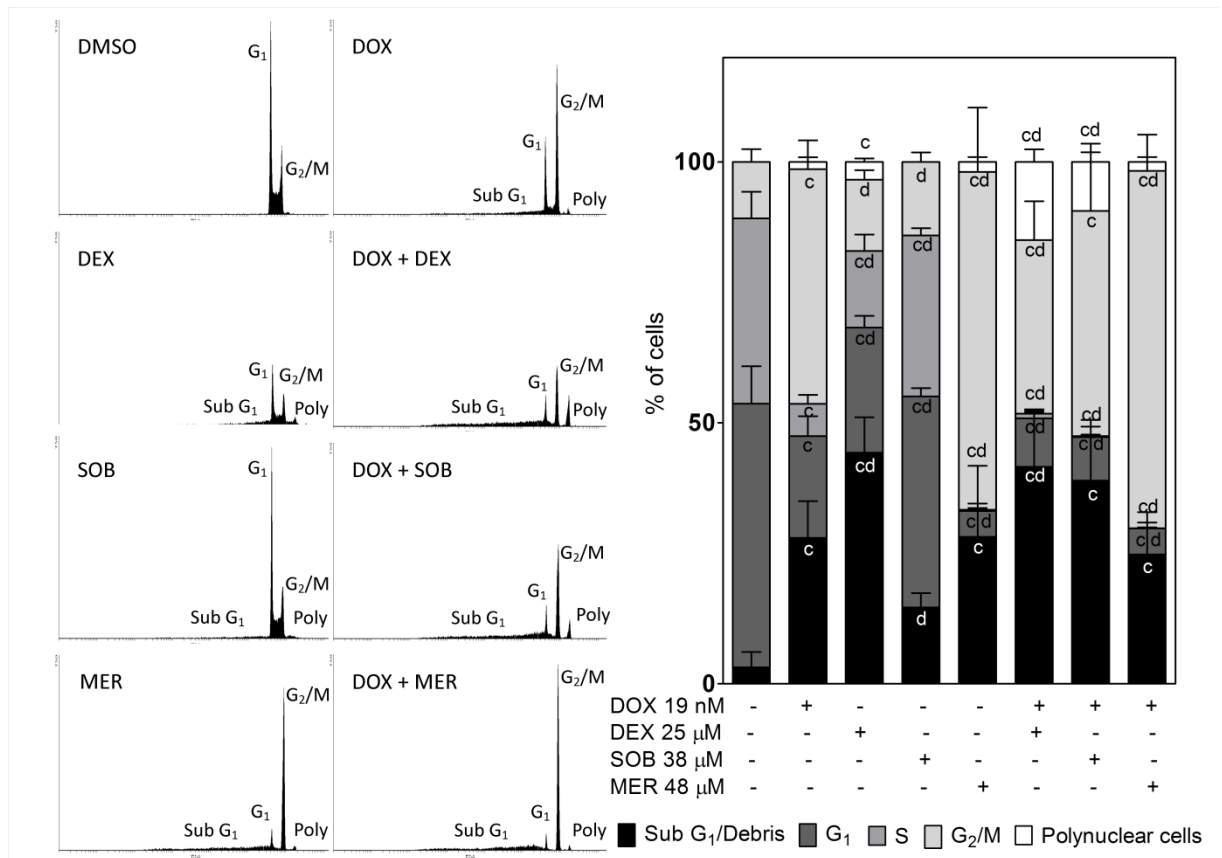 DMSO
G1
G2/M
DOX
G1
G2/M
Sub G1
Poly
DEX
G1
G2/M
Sub G1
Poly
DOX + DEX
G1
G2/M
Sub G1
SOB
G1
G2/M
Sub G1
Poly
DOX + SOB
G1
G2/M
Sub G1
Poly
MER
G1
G2/M
Sub G1
Poly
DOX + MER
G1
G2/M
Sub G1
Poly
% of cells
100
50
0
c
c
c
c
c
d
cd
cd
cd
d
d
cd
d
cd
cd
c d
c
cd
cd
cd
cd
cd
cd
c
cd
c d
c
cd
cd
c d
c
DOX 19 nM - + - - - + + +
DEX 25 μM - - + - - + - -
SOB 38 μM - - - + - - + -
MER 48 μM - - - - + - - +
Sub G1/Debris G1 S G2/M Polynuclear cells